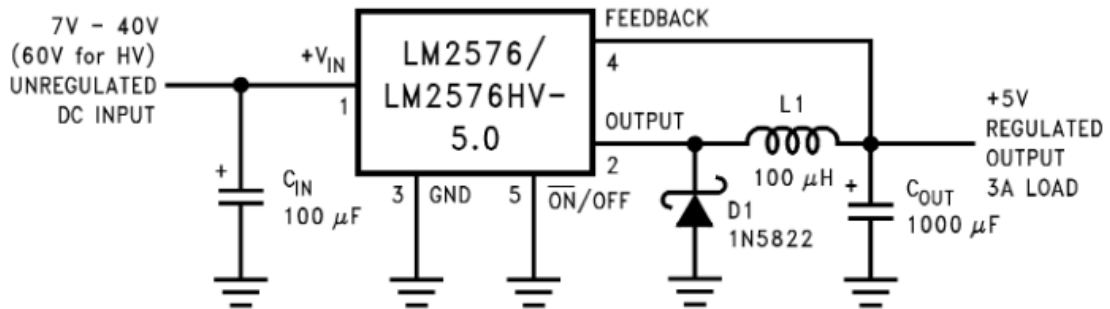 7V – 40V
(60V for HV)
UNREGULATED
DC INPUT
+VIN
1
CIN
100 μF
+
LM2576/
LM2576HV–
5.0
3 GND
5 ON/OFF
FEEDBACK
4
OUTPUT
2
L1
100 μH
D1
1N5822
+
COUT
1000 μF
+5V
REGULATED
OUTPUT
3A LOAD